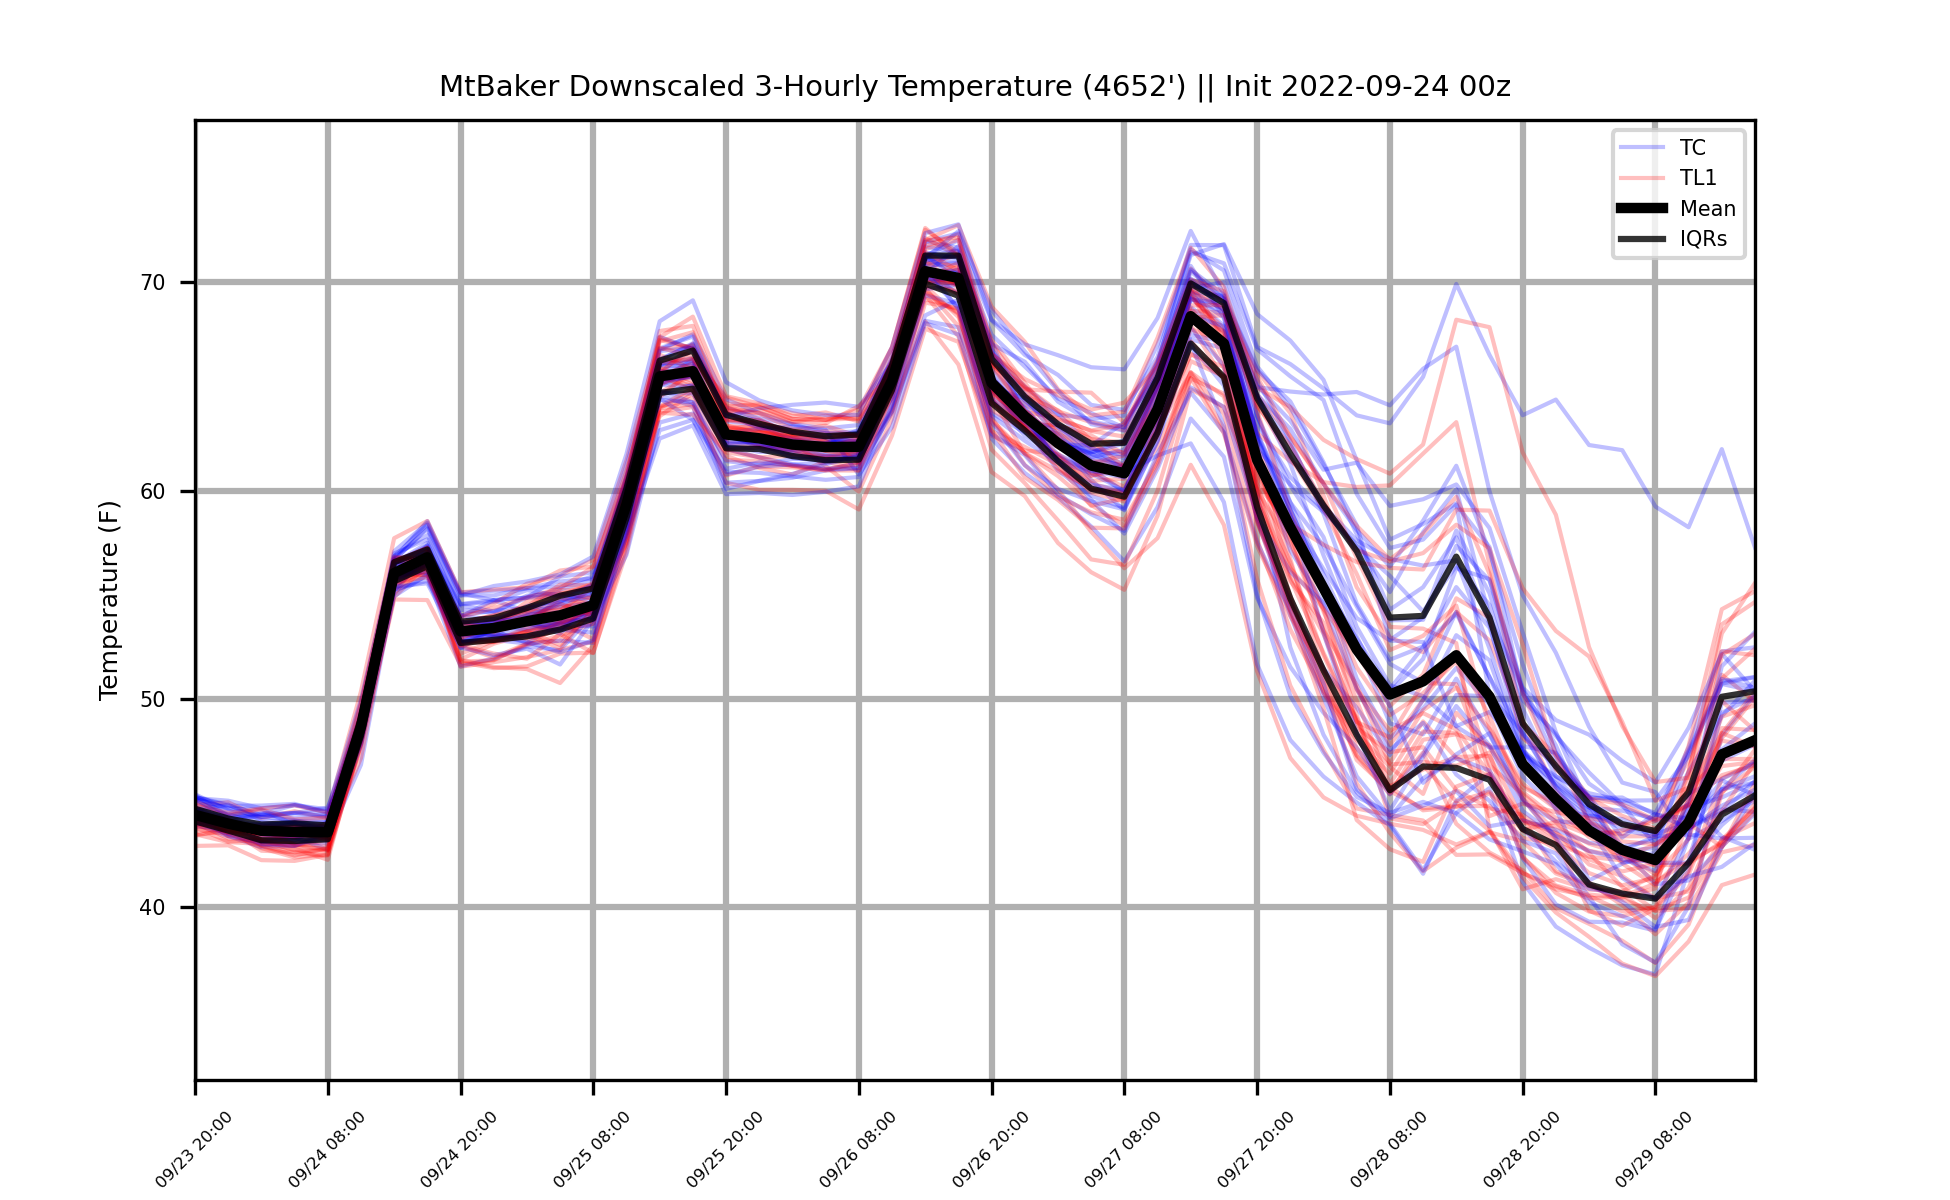 MtBaker Downscaled 3-Hourly Temperature (4652') || Init 2022-09-24 00z
TC
TL1
Mean
IQRs
Temperature (F)
70
60
50
40
09/23 20:00
09/24 08:00
09/24 20:00
09/25 08:00
09/25 20:00
09/26 08:00
09/26 20:00
09/27 08:00
09/27 20:00
09/28 08:00
09/28 20:00
09/29 08:00